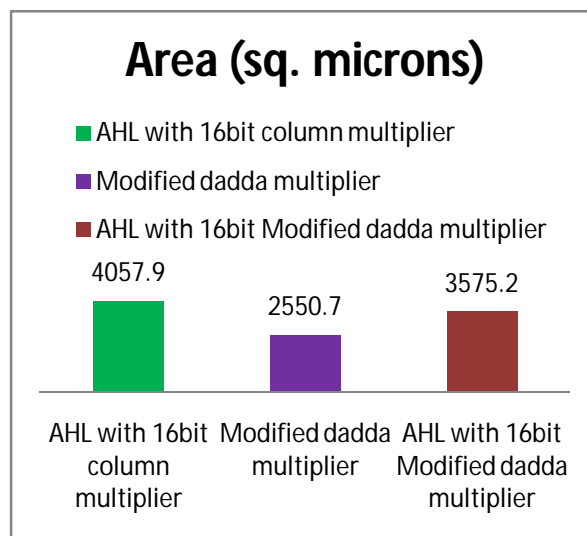 Area (sq. microns)
AHL with 16bit column multiplier
Modified dadda multiplier
AHL with 16bit Modified dadda multiplier
4057.9
2550.7
3575.2
AHL with 16bit
column
multiplier
Modified dadda
multiplier
AHL with 16bit
Modified dadda
multiplier